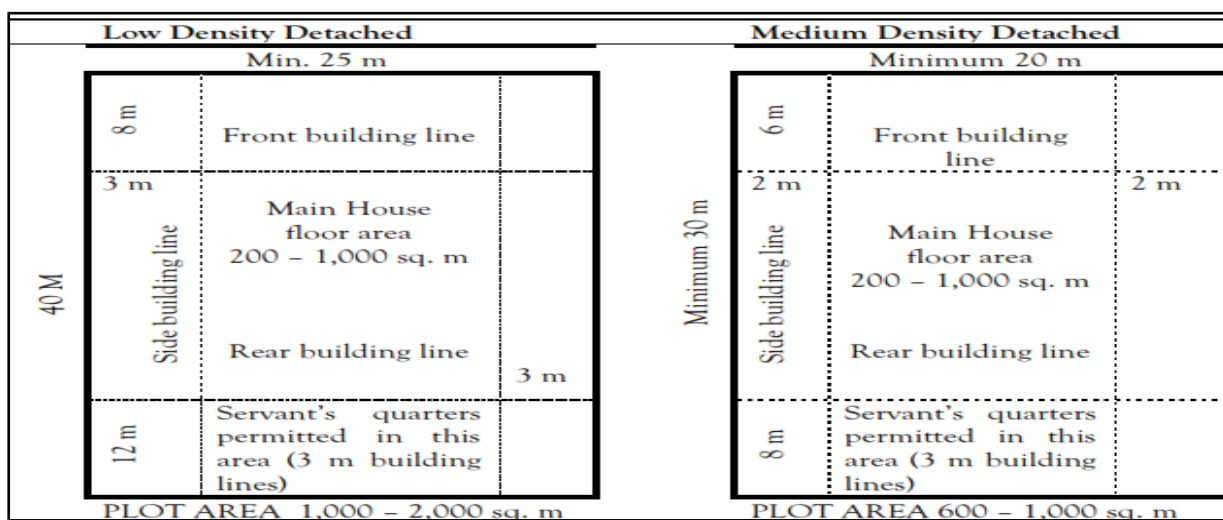 Low Density Detached
Min. 25 m
8 m
Front building line
3 m
Main House
floor area
200 – 1,000 sq. m
40 M
Side building line
Rear building line
3 m
12 m
Servant's quarters
permitted in this
area (3 m building
lines)
PLOT AREA 1,000 – 2,000 sq. m
Medium Density Detached
Minimum 20 m
6 m
Front building
line
2 m
2 m
Main House
floor area
200 – 1,000 sq. m
Minimum 30 m
Side building line
Rear building line
8 m
Servant's quarters
permitted in this
area (3 m building
lines)
PLOT AREA 600 – 1,000 sq. m